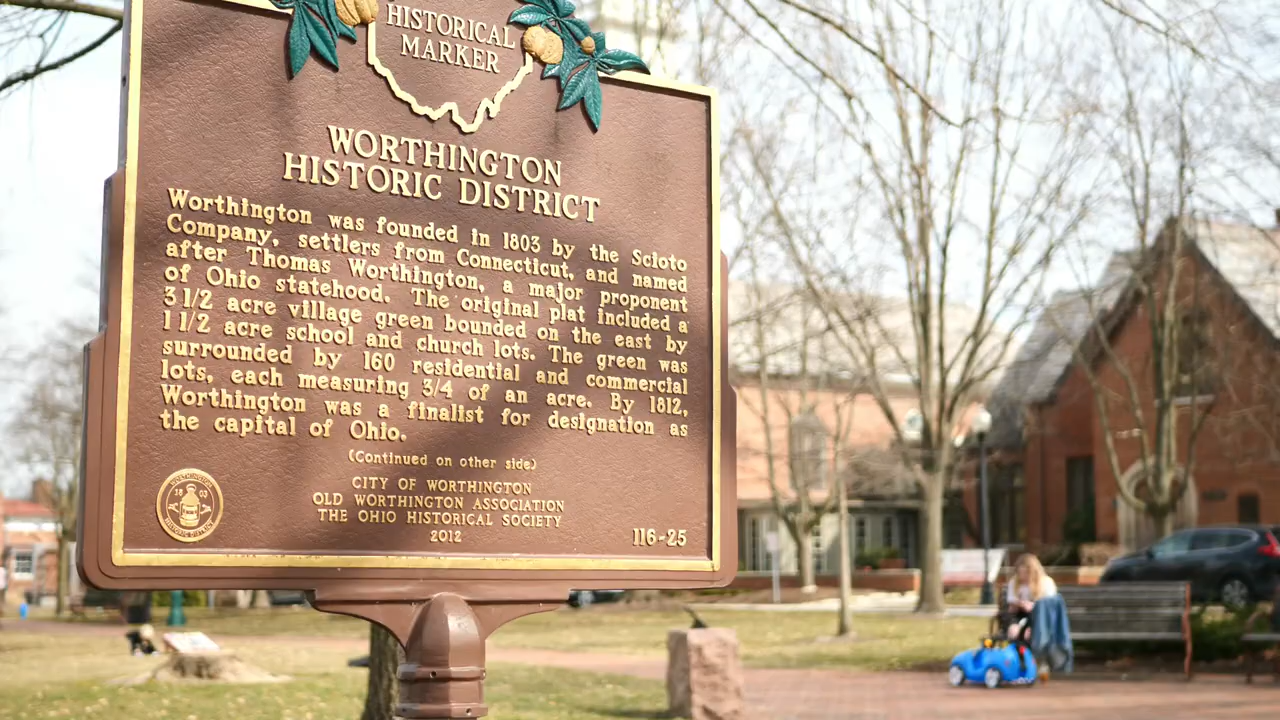 HISTORICAL
MARKER
WORTHINGTON
HISTORIC DISTRICT
Worthington was founded in 1803 by the Scioto
Company, settlers from Connecticut, and named
after Thomas Worthington, a major proponent
of Ohio statehood. The original plat included a
3 1/2 acre village green bounded on the east by
1 1/2 acre school and church lots. The green was
surrounded by 160 residential and commercial
lots, each measuring 3/4 of an acre. By 1812,
Worthington was a finalist for designation as
the capital of Ohio.
(Continued on other side)
CITY OF WORTHINGTON
OLD WORTHINGTON ASSOCIATION
THE OHIO HISTORICAL SOCIETY
2012
116-25
WORTHINGTON
18 03
HISTORIC DISTRICT